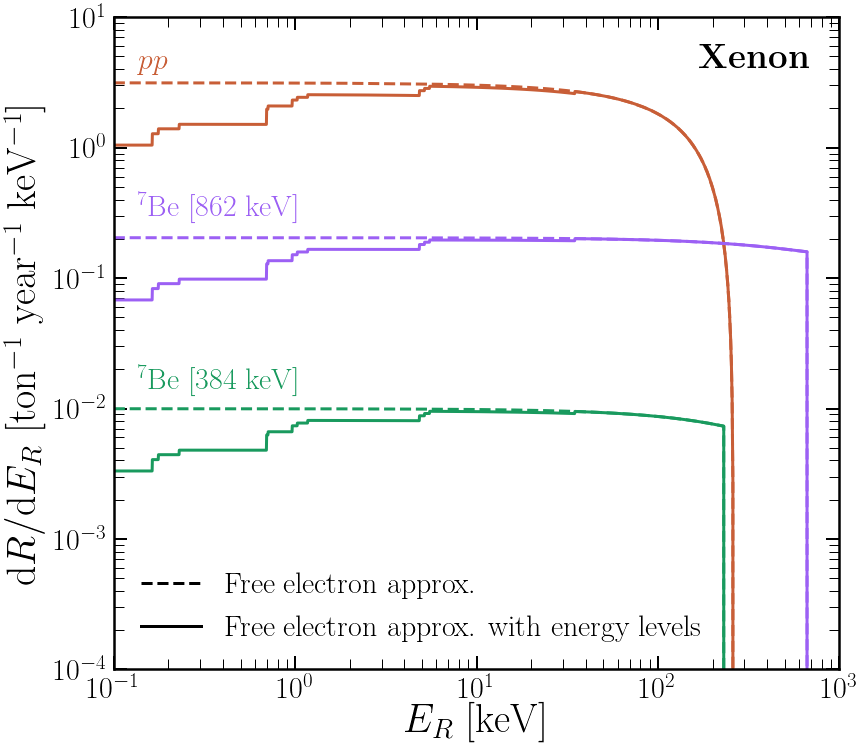 Xenon
pp
⁷Be [862 keV]
⁷Be [384 keV]
Free electron approx.
Free electron approx. with energy levels
dR/dE_R [ton⁻¹ year⁻¹ keV⁻¹]
10¹
10⁰
10⁻¹
10⁻²
10⁻³
10⁻⁴
10⁻¹ 10⁰ 10¹ 10² 10³
E_R [keV]